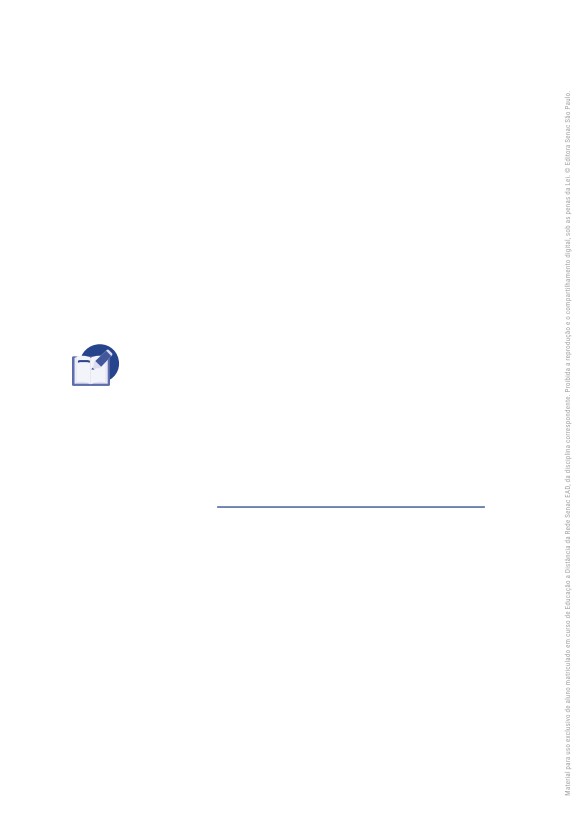 Material para uso exclusivo de aluno matriculado em curso de Educação a Distância da Rede Senac EAD, da disciplina correspondente. Proibida a reprodução e o compartilhamento digital, sob as penas da Lei. © Editora Senac São Paulo.